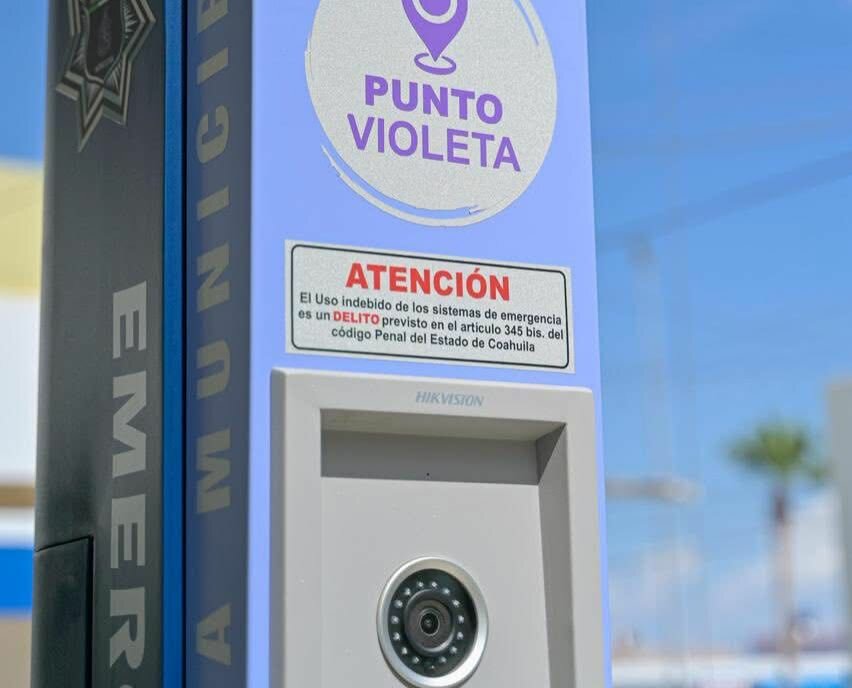 PUNTO
VIOLETA
ATENCIÓN
El Uso indebido de los sistemas de emergencia
es un DELITO previsto en el articulo 345 bis. del
código Penal del Estado de Coahuila
HIKVISION
A MUNICI
EMER